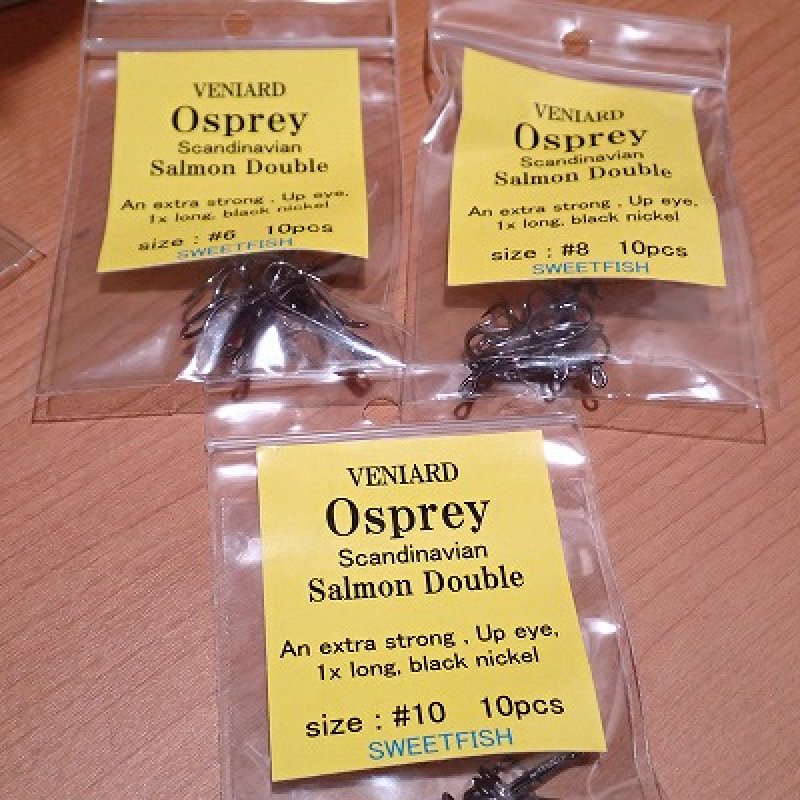 VENIARD
Osprey
Scandinavian
Salmon Double
An extra strong , Up eye,
1x long, black nickel
size : #6 10pcs
SWEETFISH
VENIARD
Osprey
Scandinavian
Salmon Double
An extra strong , Up eye,
1x long, black nickel
size : #8 10pcs
SWEETFISH
VENIARD
Osprey
Scandinavian
Salmon Double
An extra strong , Up eye,
1x long, black nickel
size : #10 10pcs
SWEETFISH